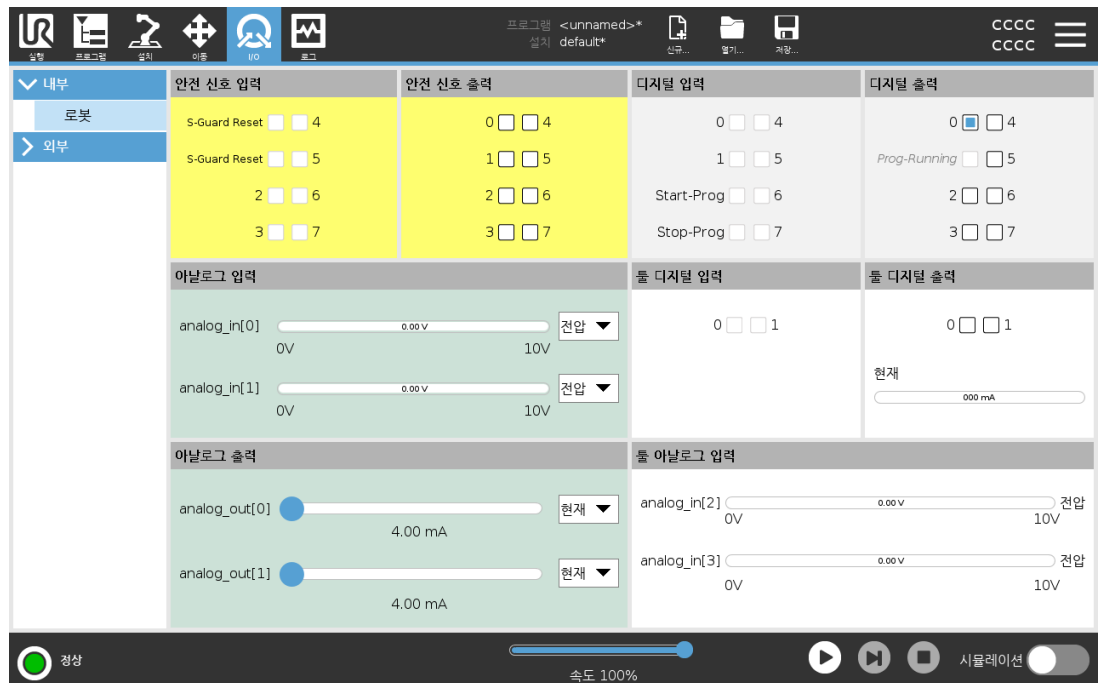 프로그램 <unnamed>*
설치 default*
CCCC
CCCC
실행 프로그램 설치 이동 I/O 로그 신규... 열기... 저장...
내부
로봇
외부
안전 신호 입력
S-Guard Reset 4
S-Guard Reset 5
2 6
3 7
안전 신호 출력
0 4
1 5
2 6
3 7
디지털 입력
0 4
1 5
Start-Prog 6
Stop-Prog 7
디지털 출력
0 4
Prog-Running 5
2 6
3 7
아날로그 입력
analog_in[0] 0.00 V 전압
0V 10V
analog_in[1] 0.00 V 전압
0V 10V
툴 디지털 입력
0 1
툴 디지털 출력
0 1
현재
000 mA
아날로그 출력
analog_out[0] 현재
4.00 mA
analog_out[1] 현재
4.00 mA
툴 아날로그 입력
analog_in[2] 0.00 V 전압
0V 10V
analog_in[3] 0.00 V 전압
0V 10V
정상
속도 100%
시뮬레이션